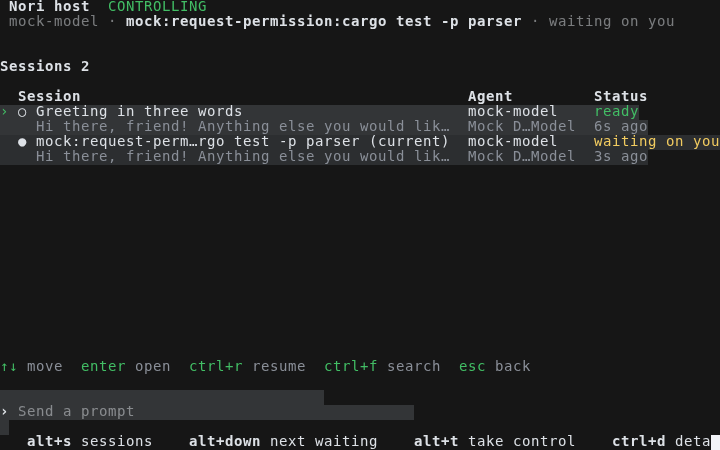 Nori host  CONTROLLING
mock-model · mock:request-permission:cargo test -p parser · waiting on you
Sessions 2
Session Agent Status
› ○ Greeting in three words mock-model ready
Hi there, friend! Anything else you would lik… Mock D…Model 6s ago
● mock:request-perm…rgo test -p parser (current) mock-model waiting on you
Hi there, friend! Anything else you would lik… Mock D…Model 3s ago
↑↓ move  enter open  ctrl+r resume  ctrl+f search  esc back
› Send a prompt
alt+s sessions    alt+down next waiting    alt+t take control    ctrl+d deta